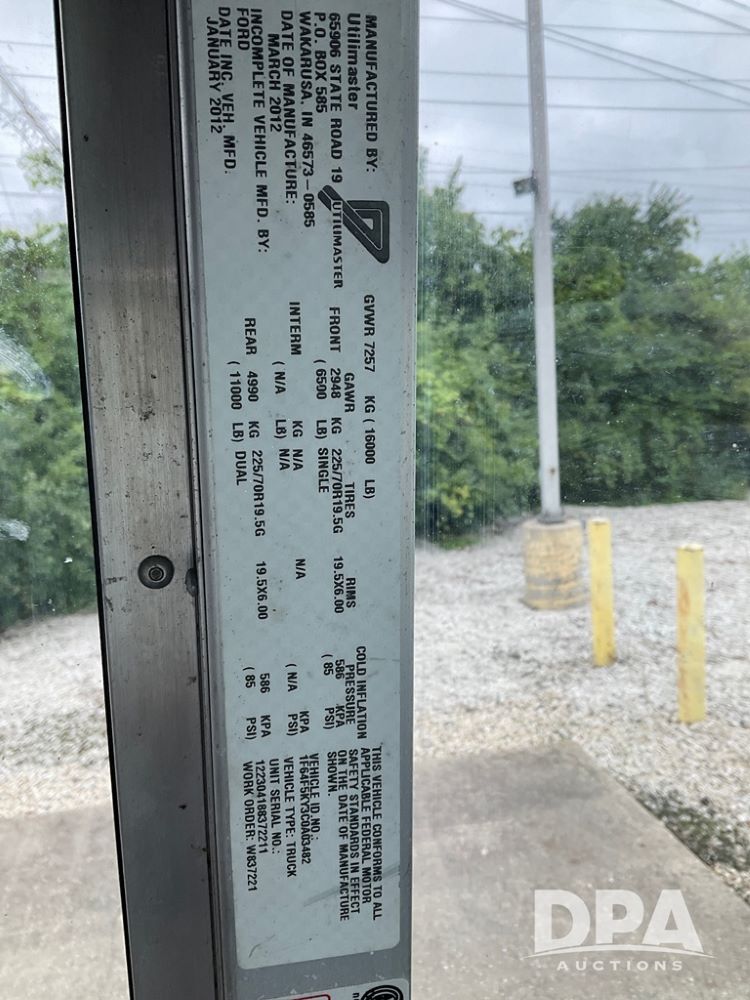 MANUFACTURED BY:
Utilimaster
65906 STATE ROAD 19
P.O. BOX 585
WAKARUSA, IN 46573-0585
DATE OF MANUFACTURE:
MARCH 2012
INCOMPLETE VEHICLE MFD. BY:
FORD
DATE INC. VEH. MFD.
JANUARY 2012
UTILIMASTER
GVWR 7257 KG ( 16000 LB)
GAWR TIRES RIMS COLD INFLATION PRESSURE
FRONT 2948 KG 225/70R19.5G 19.5X6.00 586 KPA
( 6500 LB) SINGLE ( 85 PSI)
INTERM KG N/A N/A KPA
( N/A LB) N/A ( N/A PSI)
REAR 4990 KG 225/70R19.5G 19.5X6.00 586 KPA
( 11000 LB) DUAL ( 85 PSI)
THIS VEHICLE CONFORMS TO ALL
APPLICABLE FEDERAL MOTOR
SAFETY STANDARDS IN EFFECT
ON THE DATE OF MANUFACTURE
SHOWN.
VEHICLE ID NO.:
1F64F5KY3C0A03482
VEHICLE TYPE: TRUCK
UNIT SERIAL NO.:
122304188372211
WORK ORDER: W837221
DPA
AUCTIONS